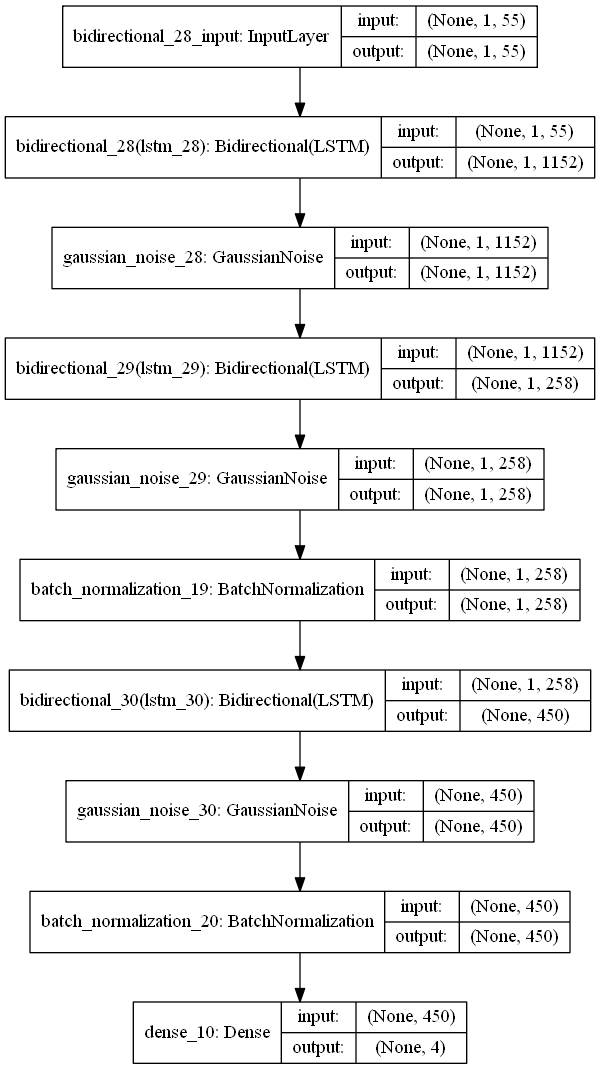 bidirectional_28_input: InputLayer input: (None, 1, 55)
output: (None, 1, 55)
bidirectional_28(lstm_28): Bidirectional(LSTM) input: (None, 1, 55)
output: (None, 1, 1152)
gaussian_noise_28: GaussianNoise input: (None, 1, 1152)
output: (None, 1, 1152)
bidirectional_29(lstm_29): Bidirectional(LSTM) input: (None, 1, 1152)
output: (None, 1, 258)
gaussian_noise_29: GaussianNoise input: (None, 1, 258)
output: (None, 1, 258)
batch_normalization_19: BatchNormalization input: (None, 1, 258)
output: (None, 1, 258)
bidirectional_30(lstm_30): Bidirectional(LSTM) input: (None, 1, 258)
output: (None, 450)
gaussian_noise_30: GaussianNoise input: (None, 450)
output: (None, 450)
batch_normalization_20: BatchNormalization input: (None, 450)
output: (None, 450)
dense_10: Dense input: (None, 450)
output: (None, 4)